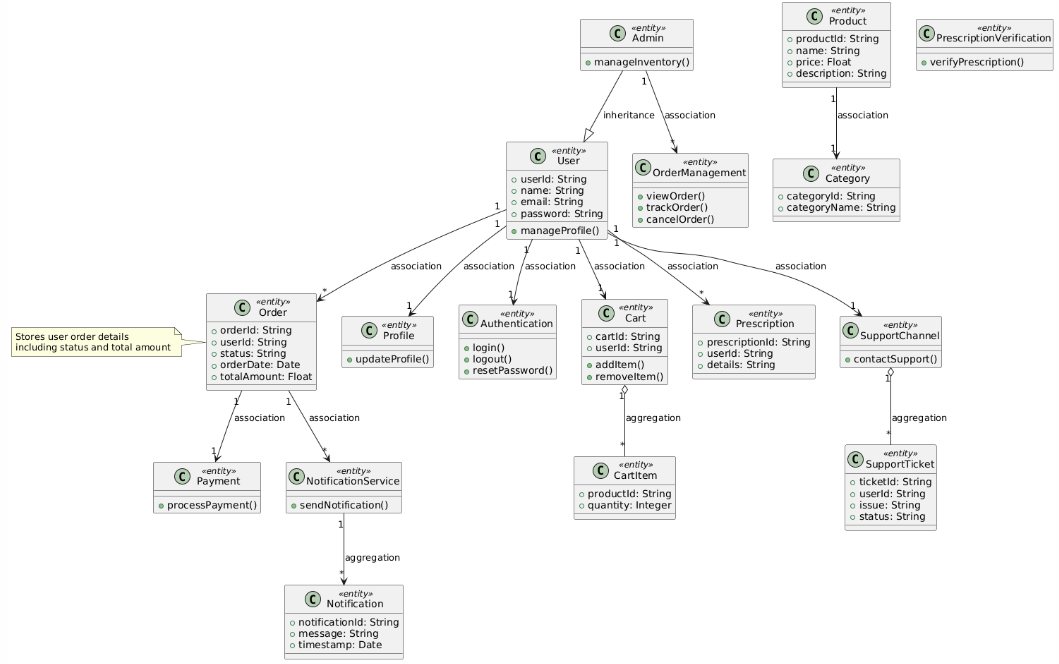 C «entity» Admin
manageInventory()
C «entity» Product
productId: String
name: String
price: Float
description: String
C «entity» PrescriptionVerification
verifyPrescription()
1
inheritance
1
association
*
1
association
1
C «entity» User
userId: String
name: String
email: String
password: String
manageProfile()
C «entity» OrderManagement
viewOrder()
trackOrder()
cancelOrder()
C «entity» Category
categoryId: String
categoryName: String
1
association
*
1
association
1
1
association
1
1
association
1
1
association
*
1
association
1
Stores user order details
including status and total amount
C «entity» Order
orderId: String
userId: String
status: String
orderDate: Date
totalAmount: Float
C «entity» Profile
updateProfile()
C «entity» Authentication
login()
logout()
resetPassword()
C «entity» Cart
cartId: String
userId: String
addItem()
removeItem()
C «entity» Prescription
prescriptionId: String
userId: String
details: String
C «entity» SupportChannel
contactSupport()
1
association
1
1
association
*
1
aggregation
*
1
aggregation
*
C «entity» Payment
processPayment()
C «entity» NotificationService
sendNotification()
C «entity» CartItem
productId: String
quantity: Integer
C «entity» SupportTicket
ticketId: String
userId: String
issue: String
status: String
1
aggregation
*
C «entity» Notification
notificationId: String
message: String
timestamp: Date